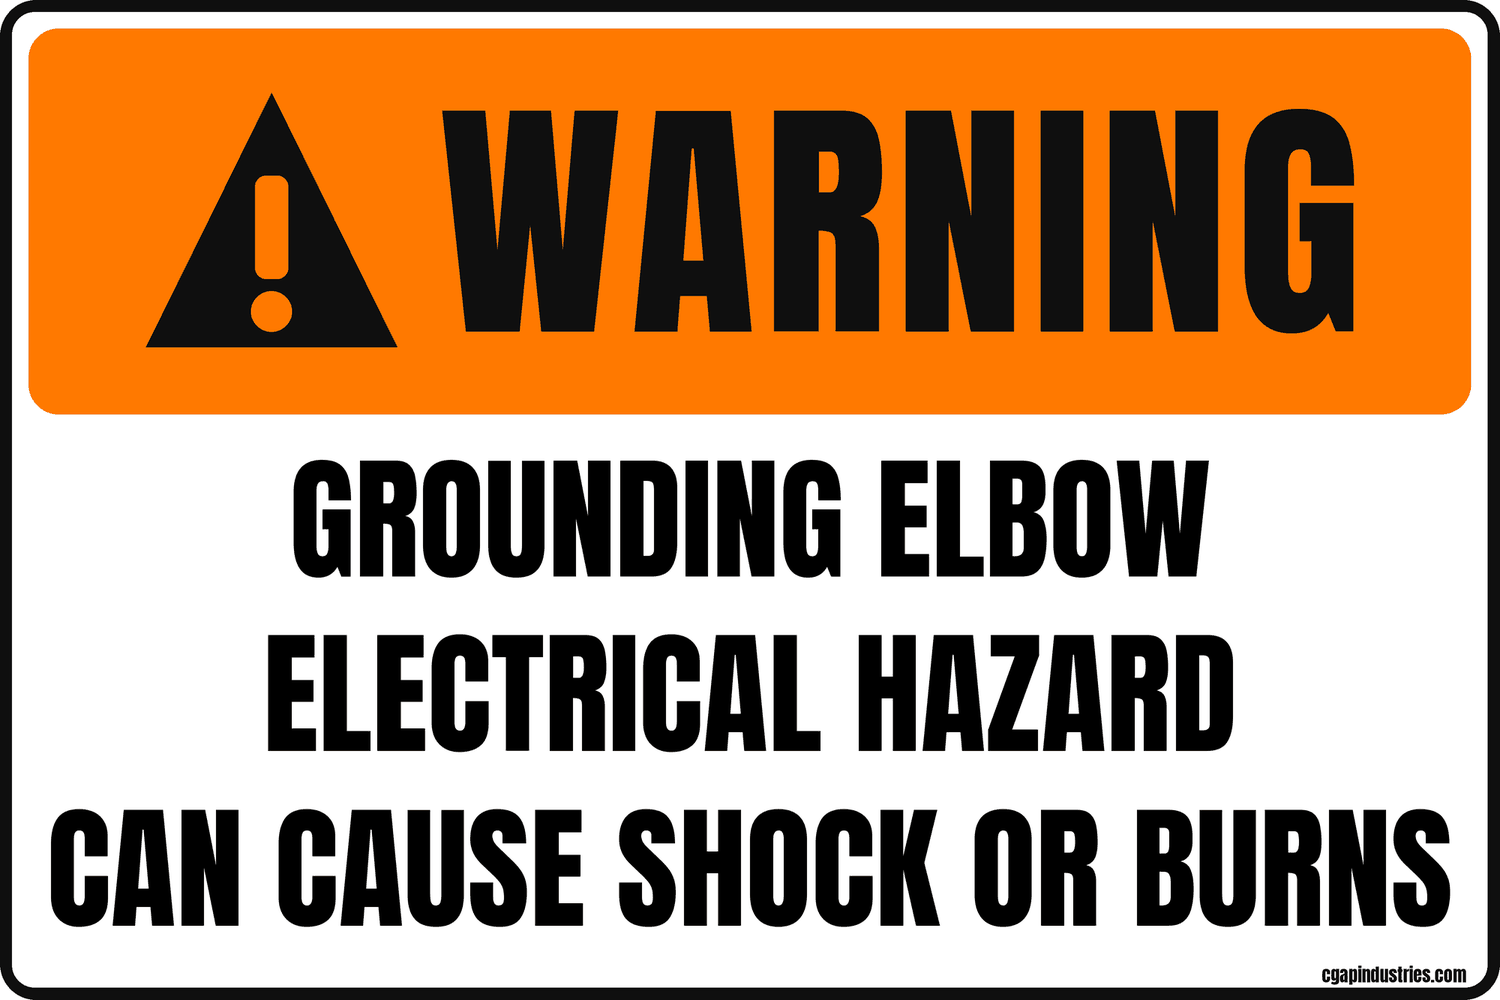 WARNING
GROUNDING ELBOW
ELECTRICAL HAZARD
CAN CAUSE SHOCK OR BURNS
cgapindustries.com